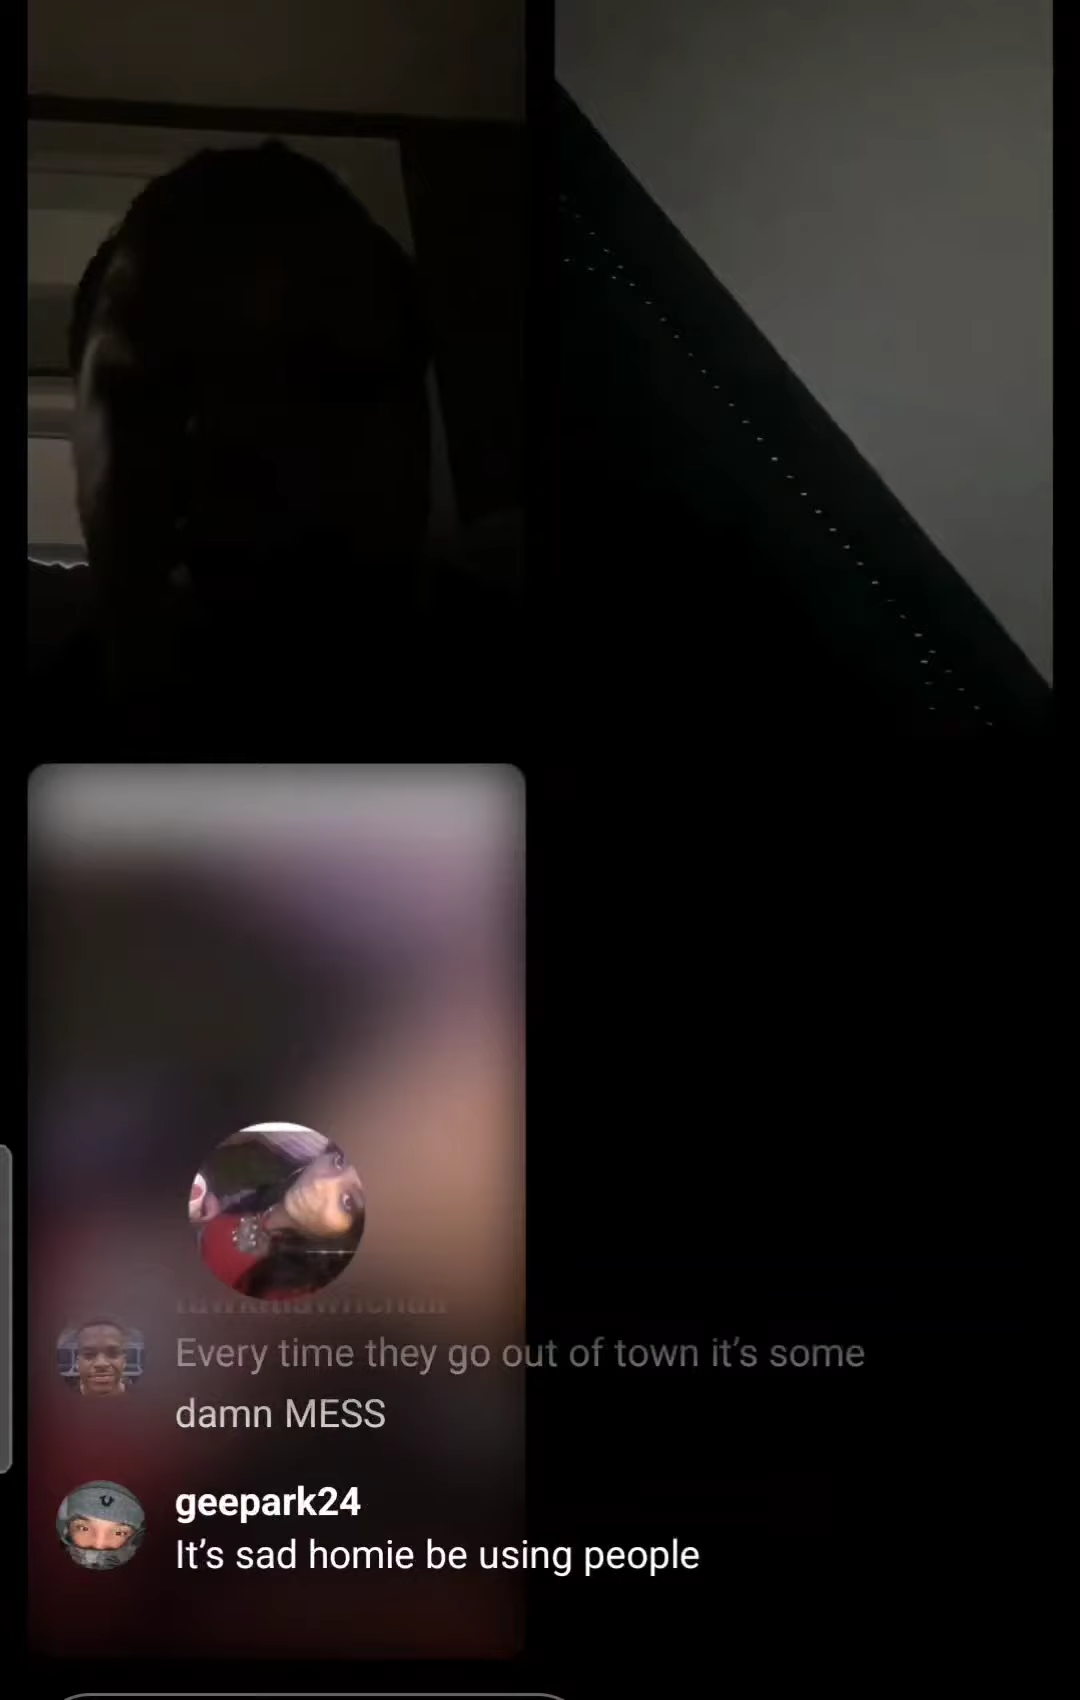 Every time they go out of town it’s some
damn MESS
geepark24
It’s sad homie be using people